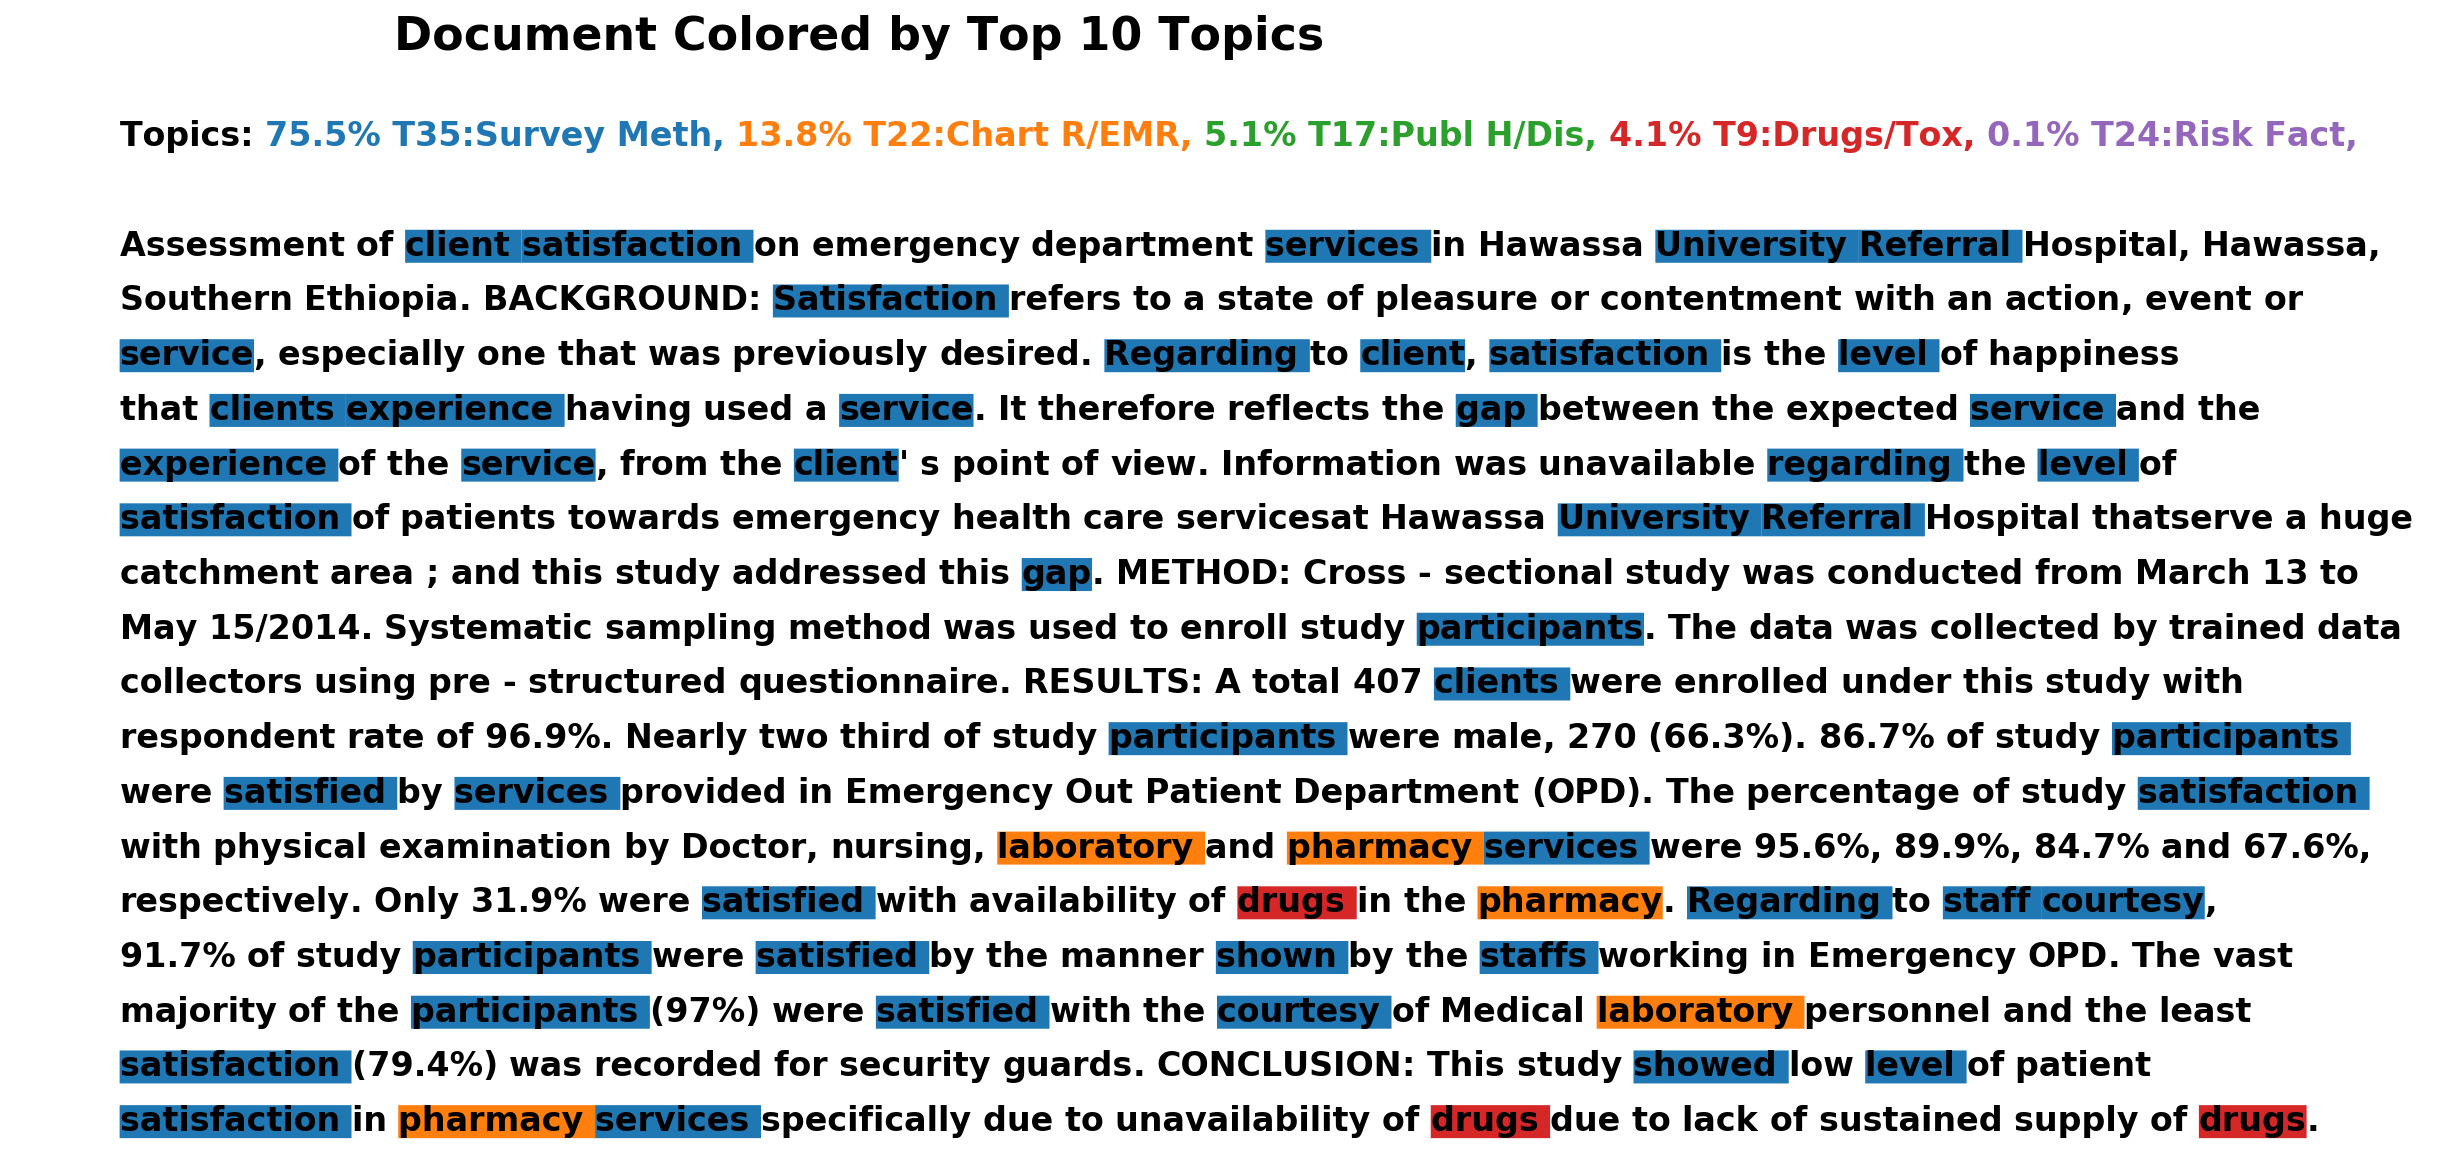 Document Colored by Top 10 Topics
Topics: 75.5% T35:Survey Meth, 13.8% T22:Chart R/EMR, 5.1% T17:Publ H/Dis, 4.1% T9:Drugs/Tox, 0.1% T24:Risk Fact,
Assessment of client satisfaction on emergency department services in Hawassa University Referral Hospital, Hawassa,
Southern Ethiopia. BACKGROUND: Satisfaction refers to a state of pleasure or contentment with an action, event or
service, especially one that was previously desired. Regarding to client, satisfaction is the level of happiness
that clients experience having used a service. It therefore reflects the gap between the expected service and the
experience of the service, from the client' s point of view. Information was unavailable regarding the level of
satisfaction of patients towards emergency health care servicesat Hawassa University Referral Hospital thatserve a huge
catchment area ; and this study addressed this gap. METHOD: Cross - sectional study was conducted from March 13 to
May 15/2014. Systematic sampling method was used to enroll study participants. The data was collected by trained data
collectors using pre - structured questionnaire. RESULTS: A total 407 clients were enrolled under this study with
respondent rate of 96.9%. Nearly two third of study participants were male, 270 (66.3%). 86.7% of study participants
were satisfied by services provided in Emergency Out Patient Department (OPD). The percentage of study satisfaction
with physical examination by Doctor, nursing, laboratory and pharmacy services were 95.6%, 89.9%, 84.7% and 67.6%,
respectively. Only 31.9% were satisfied with availability of drugs in the pharmacy. Regarding to staff courtesy,
91.7% of study participants were satisfied by the manner shown by the staffs working in Emergency OPD. The vast
majority of the participants (97%) were satisfied with the courtesy of Medical laboratory personnel and the least
satisfaction (79.4%) was recorded for security guards. CONCLUSION: This study showed low level of patient
satisfaction in pharmacy services specifically due to unavailability of drugs due to lack of sustained supply of drugs.